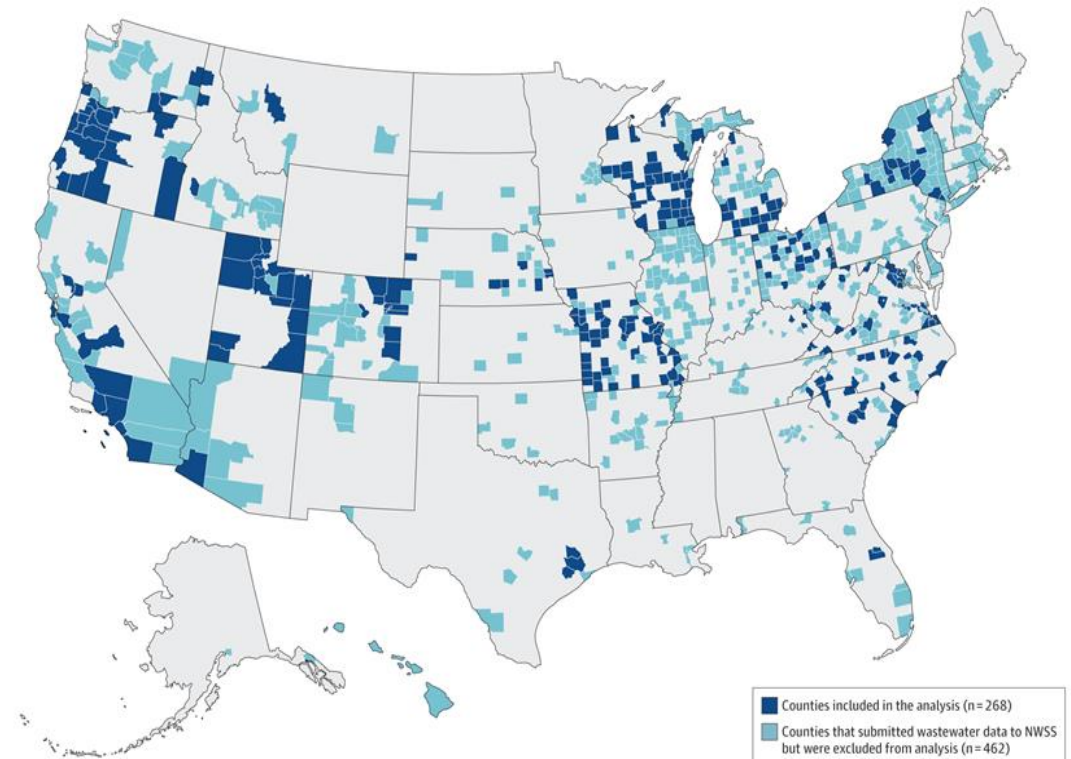 Counties included in the analysis (n=268)
Counties that submitted wastewater data to NWSS
but were excluded from analysis (n=462)